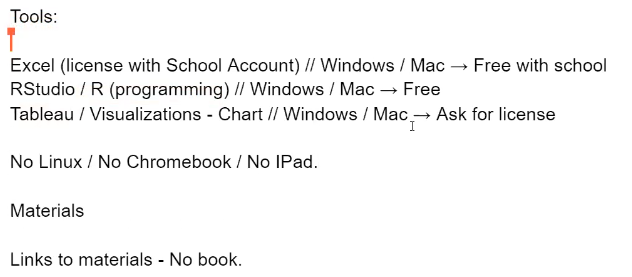 Tools:
Excel (license with School Account) // Windows / Mac → Free with school
RStudio / R (programming) // Windows / Mac → Free
Tableau / Visualizations - Chart // Windows / Mac → Ask for license
No Linux / No Chromebook / No IPad.
Materials
Links to materials - No book.